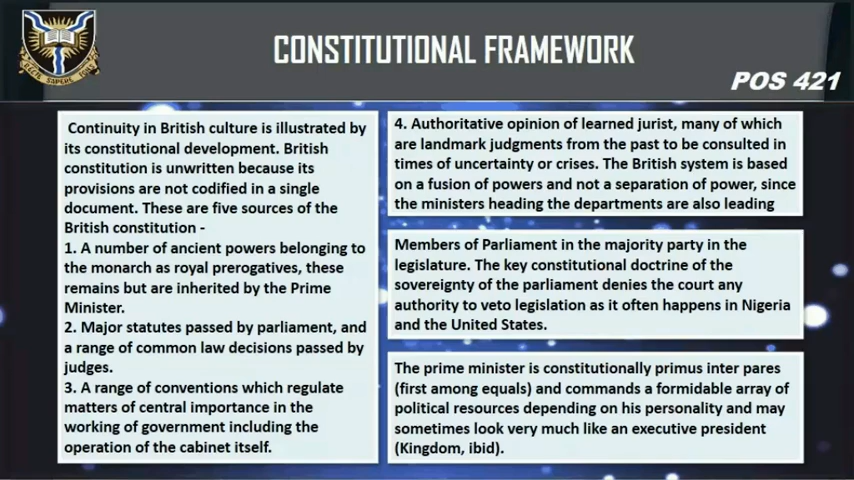 CONSTITUTIONAL FRAMEWORK
POS 421
Continuity in British culture is illustrated by
its constitutional development. British
constitution is unwritten because its
provisions are not codified in a single
document. These are five sources of the
British constitution -
1. A number of ancient powers belonging to
the monarch as royal prerogatives, these
remains but are inherited by the Prime
Minister.
2. Major statutes passed by parliament, and
a range of common law decisions passed by
judges.
3. A range of conventions which regulate
matters of central importance in the
working of government including the
operation of the cabinet itself.
4. Authoritative opinion of learned jurist, many of which
are landmark judgments from the past to be consulted in
times of uncertainty or crises. The British system is based
on a fusion of powers and not a separation of power, since
the ministers heading the departments are also leading
Members of Parliament in the majority party in the
legislature. The key constitutional doctrine of the
sovereignty of the parliament denies the court any
authority to veto legislation as it often happens in Nigeria
and the United States.
The prime minister is constitutionally primus inter pares
(first among equals) and commands a formidable array of
political resources depending on his personality and may
sometimes look very much like an executive president
(Kingdom, ibid).